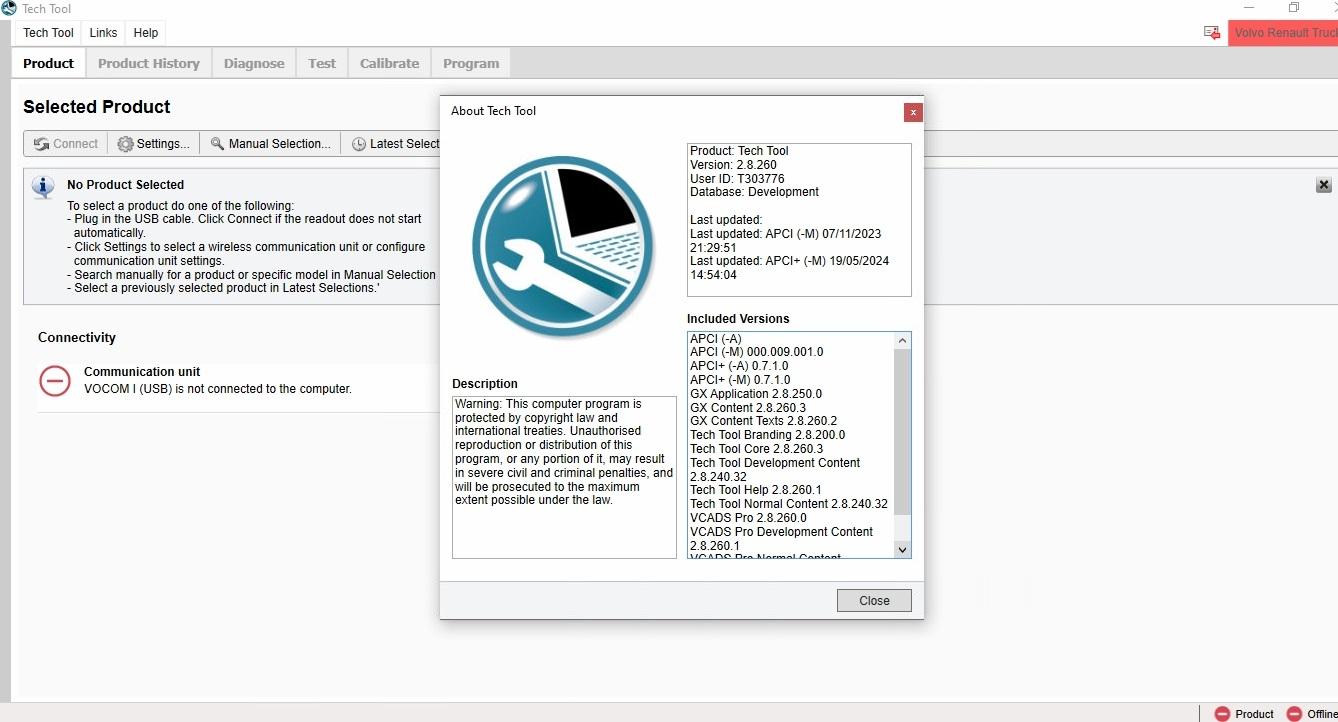 Tech Tool
Tech Tool Links Help
Volvo Renault Truck
Product Product History Diagnose Test Calibrate Program
Selected Product
Connect Settings... Manual Selection... Latest Select
No Product Selected
To select a product do one of the following:
- Plug in the USB cable. Click Connect if the readout does not start
automatically.
- Click Settings to select a wireless communication unit or configure
communication unit settings.
- Search manually for a product or specific model in Manual Selection
- Select a previously selected product in Latest Selections.'
Connectivity
Communication unit
VOCOM I (USB) is not connected to the computer.
About Tech Tool
Product: Tech Tool
Version: 2.8.260
User ID: T303776
Database: Development
Last updated:
Last updated: APCI (-M) 07/11/2023
21:29:51
Last updated: APCI+ (-M) 19/05/2024
14:54:04
Included Versions
APCI (-A)
APCI (-M) 000.009.001.0
APCI+ (-A) 0.7.1.0
APCI+ (-M) 0.7.1.0
GX Application 2.8.250.0
GX Content 2.8.260.3
GX Content Texts 2.8.260.2
Tech Tool Branding 2.8.200.0
Tech Tool Core 2.8.260.3
Tech Tool Development Content
2.8.240.32
Tech Tool Help 2.8.260.1
Tech Tool Normal Content 2.8.240.32
VCADS Pro 2.8.260.0
VCADS Pro Development Content
2.8.260.1
VCADS Pro Normal Content
Description
Warning: This computer program is
protected by copyright law and
international treaties. Unauthorised
reproduction or distribution of this
program, or any portion of it, may result
in severe civil and criminal penalties, and
will be prosecuted to the maximum
extent possible under the law.
Close
Product Offline